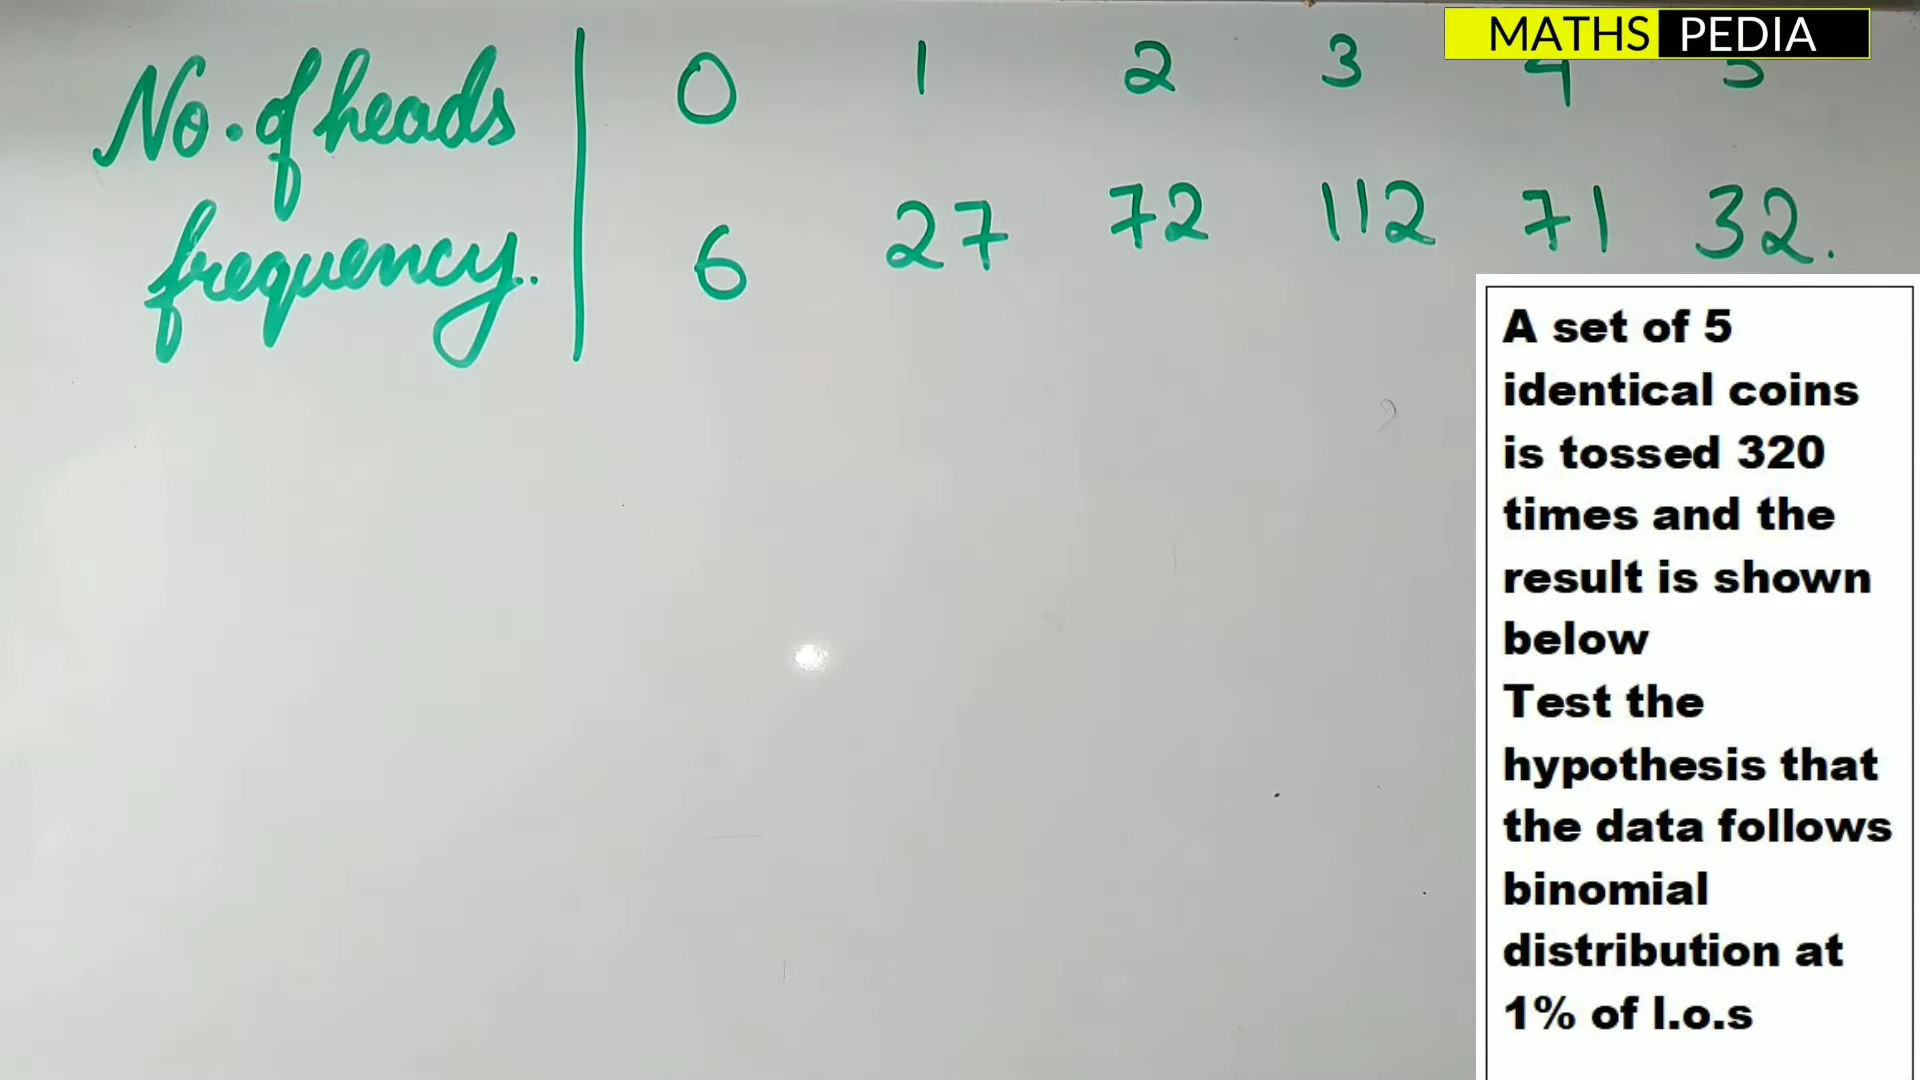 MATHS PEDIA
No. of heads 0 1 2 3 4 5
frequency. 6 27 72 112 71 32.
A set of 5
identical coins
is tossed 320
times and the
result is shown
below
Test the
hypothesis that
the data follows
binomial
distribution at
1% of l.o.s